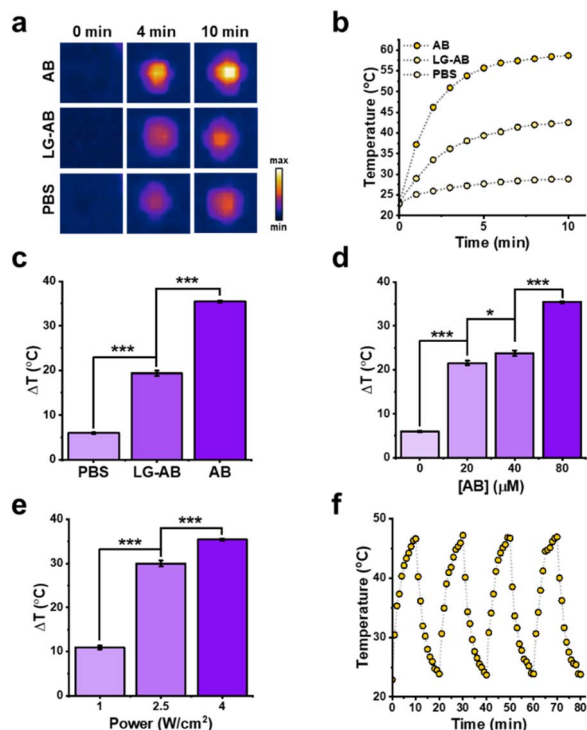 a
0 min 4 min 10 min
AB
LG-AB
PBS
max
min
b
AB
LG-AB
PBS
Temperature (°C)
65
60
55
50
45
40
35
30
25
20
0 5 10
Time (min)
c
ΔT (°C)
40
30
20
10
0
***
***
PBS LG-AB AB
d
ΔT (°C)
40
30
20
10
0
***
*
***
0 20 40 80
[AB] (μM)
e
ΔT (°C)
40
30
20
10
0
***
***
1 2.5 4
Power (W/cm²)
f
Temperature (°C)
50
40
30
20
0 10 20 30 40 50 60 70 80
Time (min)